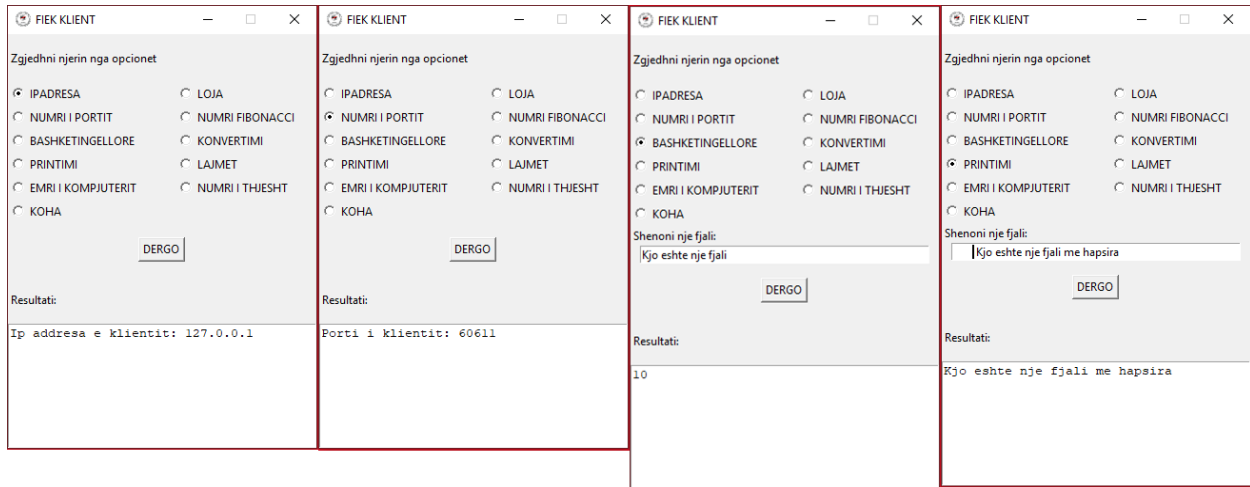 FIEK KLIENT
Zgjedhni njerin nga opcionet
IPADRESA LOJA
NUMRI I PORTIT NUMRI FIBONACCI
BASHKETINGELLORE KONVERTIMI
PRINTIMI LAJMET
EMRI I KOMPJUTERIT NUMRI I THJESHT
KOHA
DERGO
Resultati:
Ip addresa e klientit: 127.0.0.1
FIEK KLIENT
Zgjedhni njerin nga opcionet
IPADRESA LOJA
NUMRI I PORTIT NUMRI FIBONACCI
BASHKETINGELLORE KONVERTIMI
PRINTIMI LAJMET
EMRI I KOMPJUTERIT NUMRI I THJESHT
KOHA
DERGO
Resultati:
Porti i klientit: 60611
FIEK KLIENT
Zgjedhni njerin nga opcionet
IPADRESA LOJA
NUMRI I PORTIT NUMRI FIBONACCI
BASHKETINGELLORE KONVERTIMI
PRINTIMI LAJMET
EMRI I KOMPJUTERIT NUMRI I THJESHT
KOHA
Shenoni nje fjali:
Kjo eshte nje fjali
DERGO
Resultati:
10
FIEK KLIENT
Zgjedhni njerin nga opcionet
IPADRESA LOJA
NUMRI I PORTIT NUMRI FIBONACCI
BASHKETINGELLORE KONVERTIMI
PRINTIMI LAJMET
EMRI I KOMPJUTERIT NUMRI I THJESHT
KOHA
Shenoni nje fjali:
Kjo eshte nje fjali me hapsira
DERGO
Resultati:
Kjo eshte nje fjali me hapsira